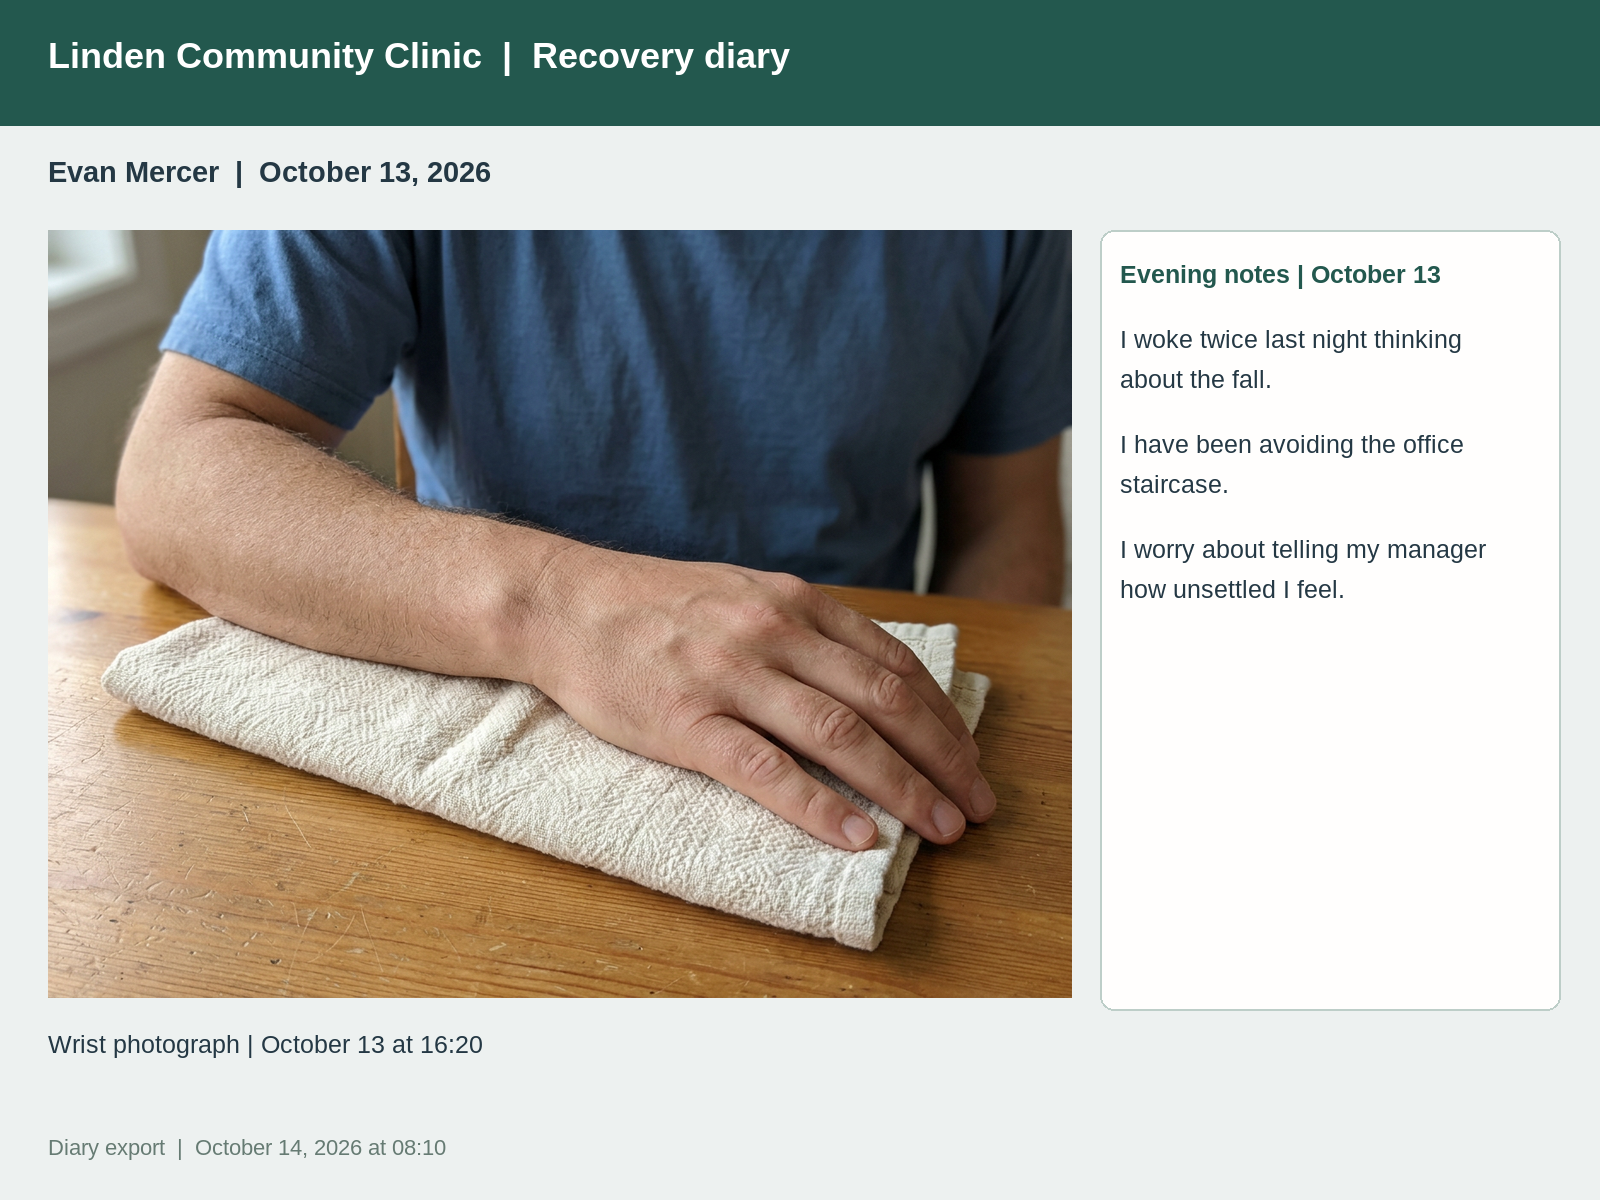 Linden Community Clinic | Recovery diary
Evan Mercer | October 13, 2026
Evening notes | October 13
I woke twice last night thinking
about the fall.
I have been avoiding the office
staircase.
I worry about telling my manager
how unsettled I feel.
Wrist photograph | October 13 at 16:20
Diary export | October 14, 2026 at 08:10